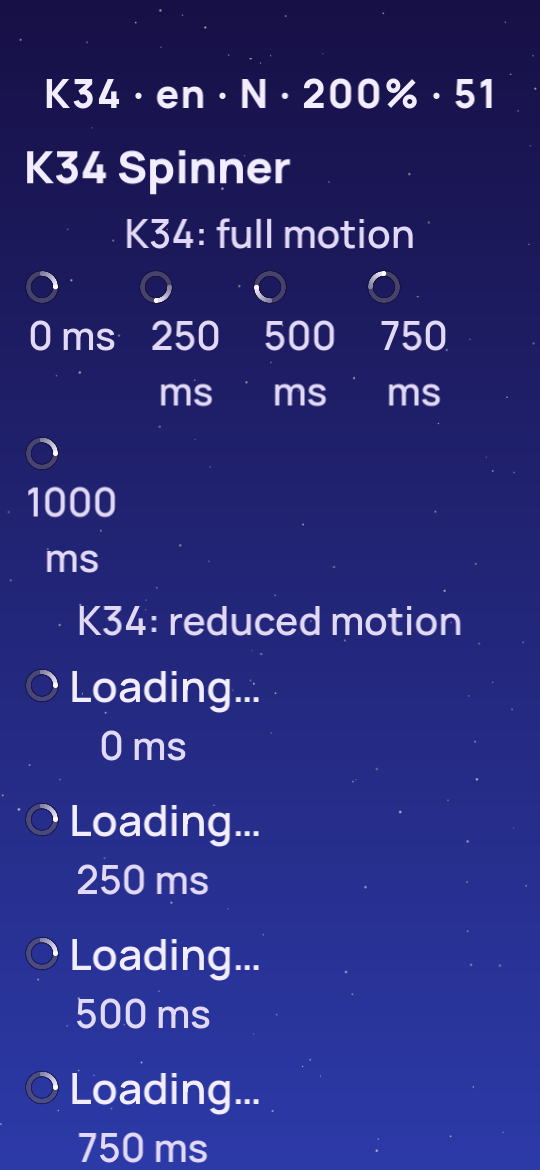 K34 · en · N · 200% · 51
K34 Spinner
K34: full motion
0 ms 250 ms 500 ms 750 ms
1000 ms
K34: reduced motion
Loading…
0 ms
Loading…
250 ms
Loading…
500 ms
Loading…
750 ms